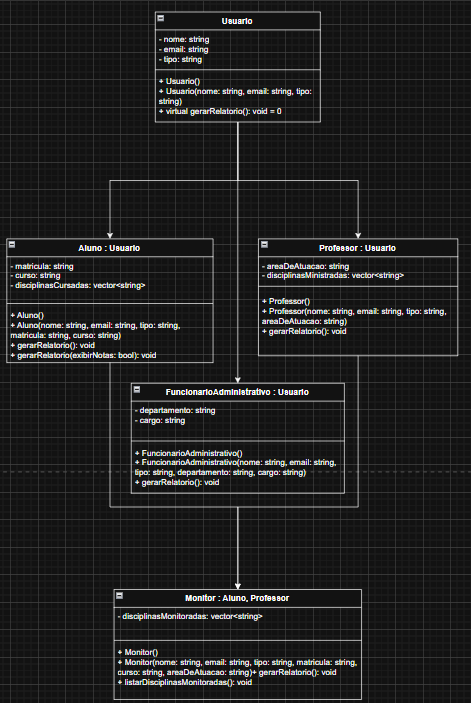 Usuario
- nome: string
- email: string
- tipo: string
+ Usuario()
+ Usuario(nome: string, email: string, tipo:
string)
+ virtual gerarRelatorio(): void = 0
Aluno : Usuario
- matricula: string
- curso: string
- disciplinasCursadas: vector<string>
+ Aluno()
+ Aluno(nome: string, email: string, tipo: string,
matricula: string, curso: string)
+ gerarRelatorio(): void
+ gerarRelatorio(exibirNotas: bool): void
Professor : Usuario
- areaDeAtuacao: string
- disciplinasMinistradas: vector<string>
+ Professor()
+ Professor(nome: string, email: string, tipo: string,
areaDeAtuacao: string)
+ gerarRelatorio(): void
FuncionarioAdministrativo : Usuario
- departamento: string
- cargo: string
+ FuncionarioAdministrativo()
+ FuncionarioAdministrativo(nome: string, email: string,
tipo: string, departamento: string, cargo: string)
+ gerarRelatorio(): void
Monitor : Aluno, Professor
- disciplinasMonitoradas: vector<string>
+ Monitor()
+ Monitor(nome: string, email: string, tipo: string, matricula: string,
curso: string, areaDeAtuacao: string)+ gerarRelatorio(): void
+ listarDisciplinasMonitoradas(): void